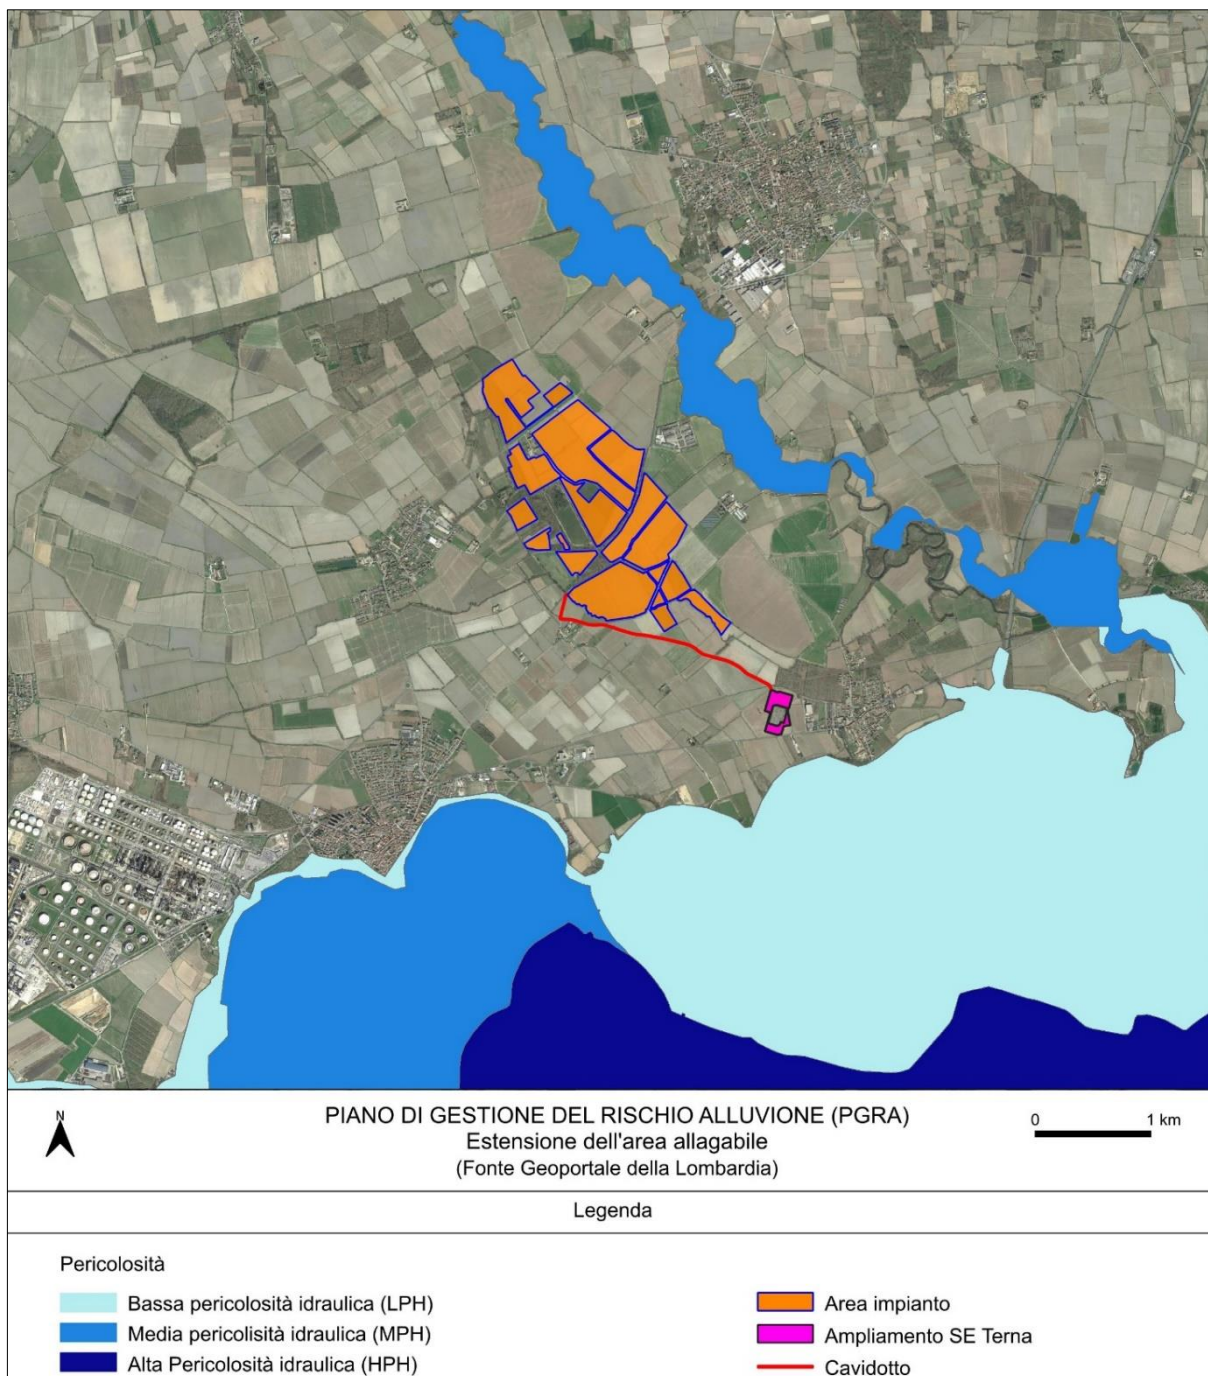 N
PIANO DI GESTIONE DEL RISCHIO ALLUVIONE (PGRA)
Estensione dell'area allagabile
(Fonte Geoportale della Lombardia)
0 1 km
Legenda
Pericolosità
Bassa pericolosità idraulica (LPH)
Media pericolisità idraulica (MPH)
Alta Pericolosità idraulica (HPH)
Area impianto
Ampliamento SE Terna
Cavidotto